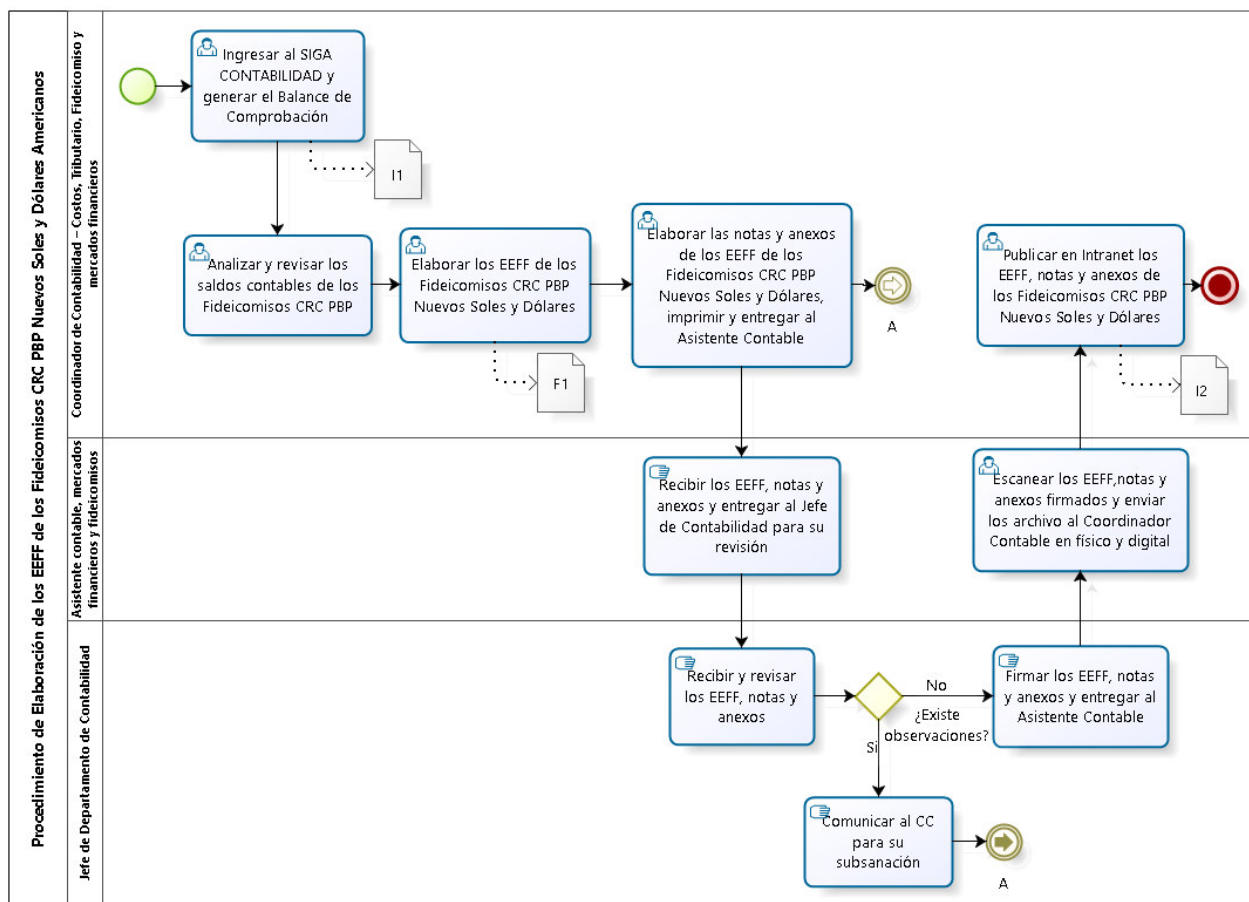 Procedimiento de Elaboración de los EEFF de los Fideicomisos CRC PBP Nuevos Soles y Dólares Americanos
Coordinador de Contabilidad – Costos, Tributario, Fideicomiso y
mercados financieros
Ingresar al SIGA
CONTABILIDAD y
generar el Balance de
Comprobación
I1
Analizar y revisar los
saldos contables de los
Fideicomisos CRC PBP
Elaborar los EEFF de los
Fideicomisos CRC PBP
Nuevos Soles y Dólares
F1
Elaborar las notas y anexos
de los EEFF de los
Fideicomisos CRC PBP
Nuevos Soles y Dólares,
imprimir y entregar al
Asistente Contable
A
Publicar en Intranet los
EEFF, notas y anexos de
los Fideicomisos CRC PBP
Nuevos Soles y Dólares
I2
Asistente contable, mercados
financieros y fideicomisos
Recibir los EEFF, notas y
anexos y entregar al Jefe
de Contabilidad para su
revisión
Escanear los EEFF,notas y
anexos firmados y enviar
los archivo al Coordinador
Contable en físico y digital
Jefe de Departamento de Contabilidad
Recibir y revisar
los EEFF, notas y
anexos
No
¿Existe
observaciones?
Si
Firmar los EEFF, notas
y anexos y entregar al
Asistente Contable
Comunicar al CC
para su
subsanación
A